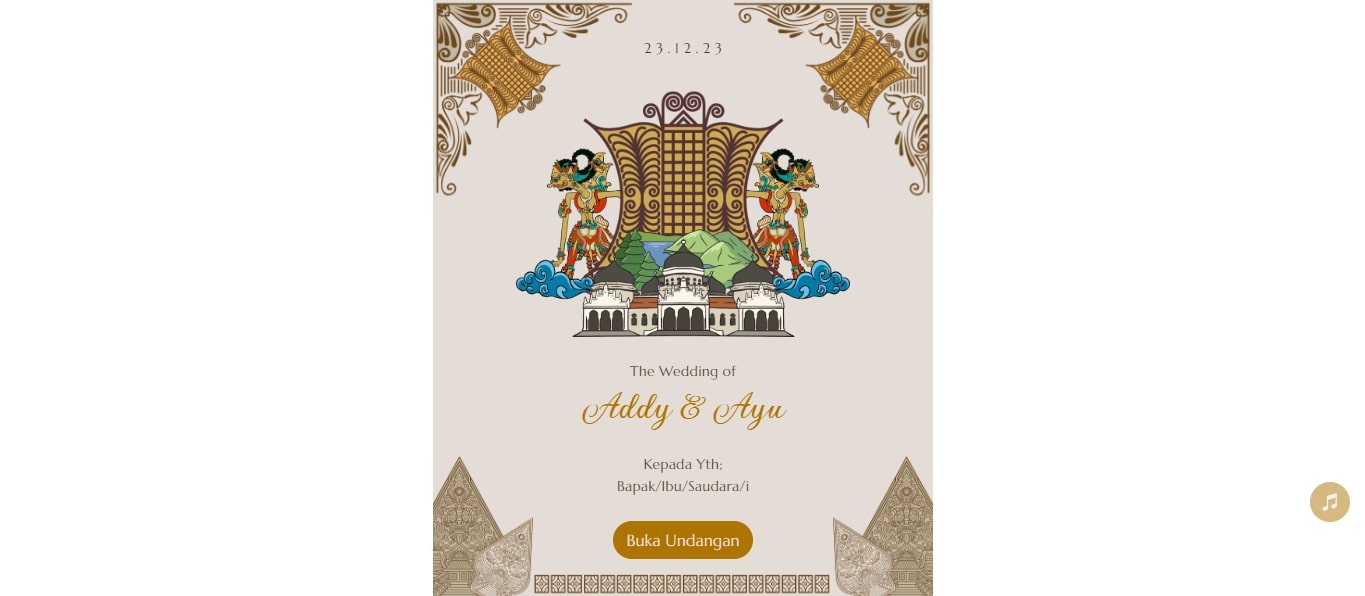 23.12.23
The Wedding of
Addy & Ayu
Kepada Yth;
Bapak/Ibu/Saudara/i
Buka Undangan